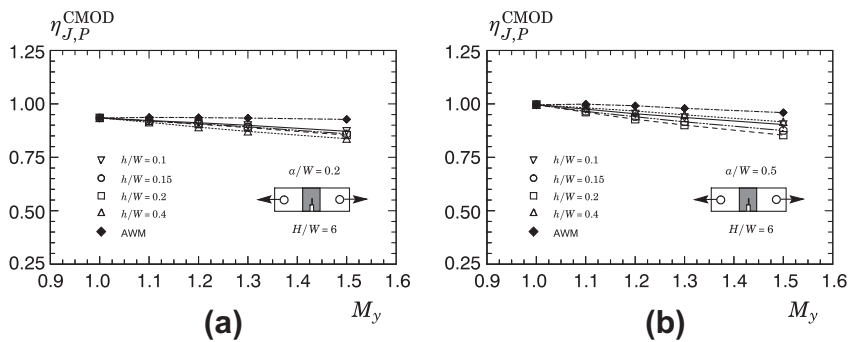 η_{J,P}^{CMOD}
1.25
1.00
0.75
0.50
0.25
h/W = 0.1
h/W = 0.15
h/W = 0.2
h/W = 0.4
AWM
a/W = 0.2
H/W = 6
0.9 1.0 1.1 1.2 1.3 1.4 1.5 1.6
M_y
(a)
η_{J,P}^{CMOD}
1.25
1.00
0.75
0.50
0.25
h/W = 0.1
h/W = 0.15
h/W = 0.2
h/W = 0.4
AWM
a/W = 0.5
H/W = 6
0.9 1.0 1.1 1.2 1.3 1.4 1.5 1.6
M_y
(b)